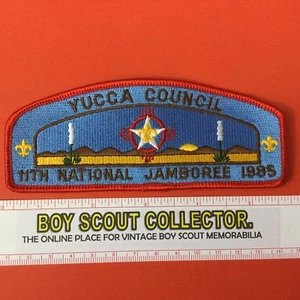 YUCCA COUNCIL
11TH NATIONAL JAMBOREE 1985
BOY SCOUT COLLECTOR.
THE ONLINE PLACE FOR VINTAGE BOY SCOUT MEMORABILIA